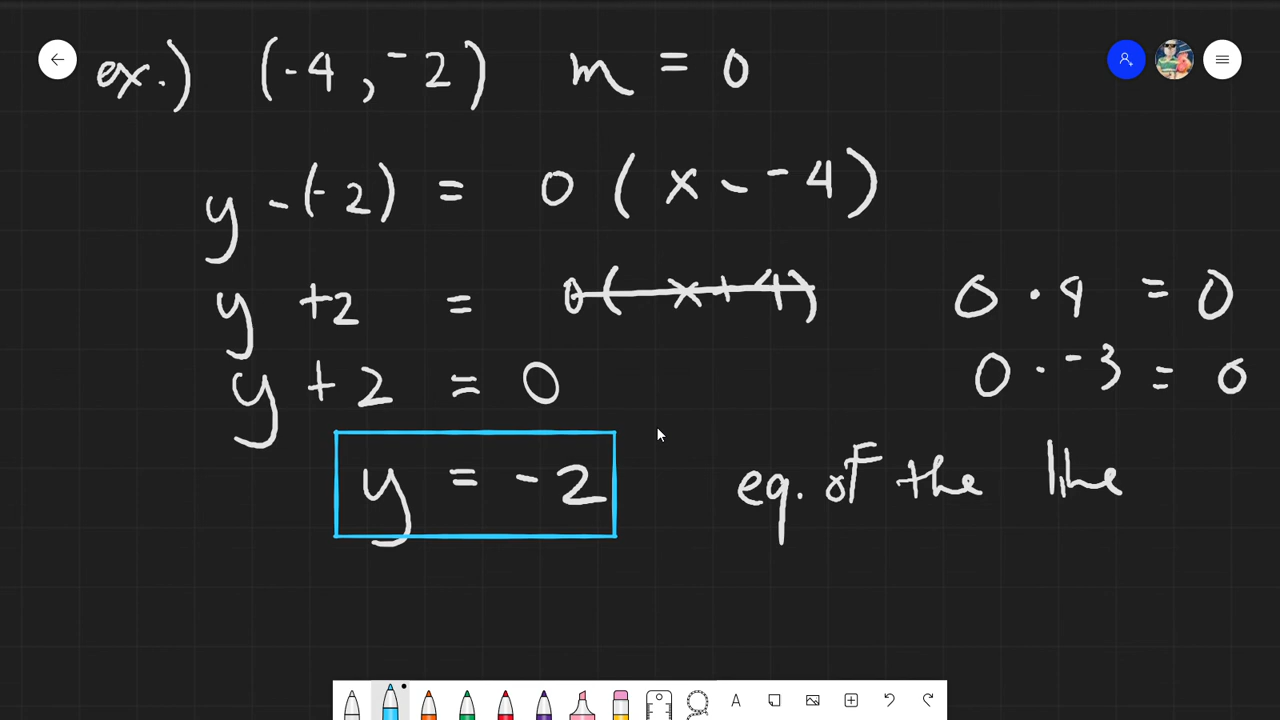 ex.) (-4, -2) m = 0
y - (-2) = 0 ( x - -4)
y +2 = 0( x + 4)
0 · 9 = 0
y + 2 = 0
0 · -3 = 0
y = -2
eq. of the line
A